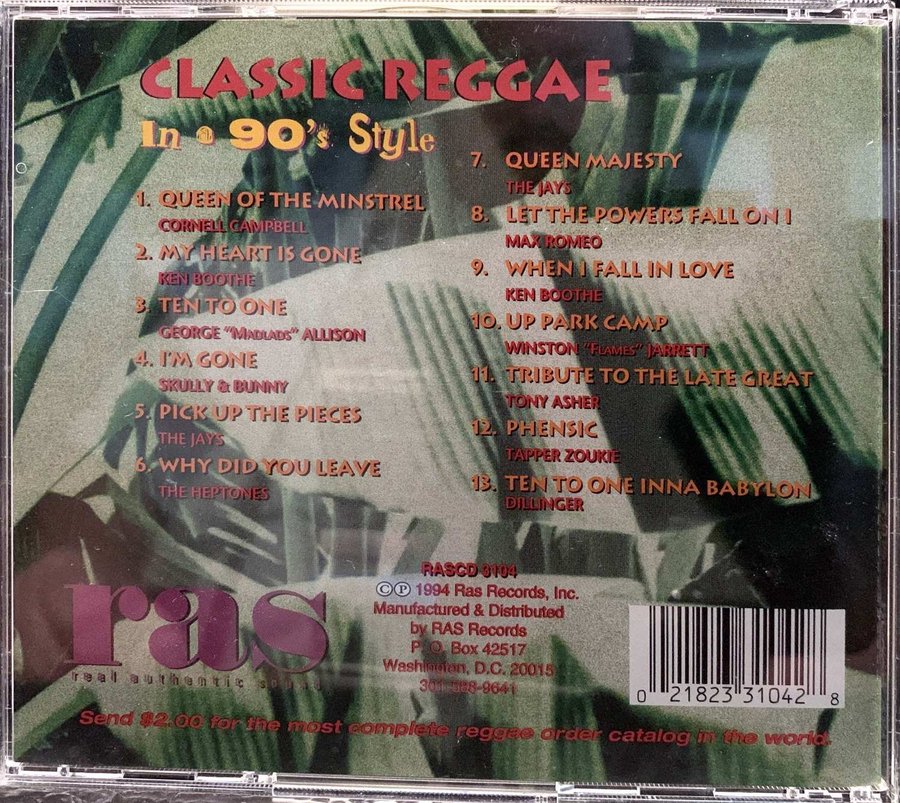 CLASSIC REGGAE
In a 90's Style
1. QUEEN OF THE MINSTREL
CORNELL CAMPBELL
2. MY HEART IS GONE
KEN BOOTHE
3. TEN TO ONE
GEORGE "MADLADS" ALLISON
4. I'M GONE
SKULLY & BUNNY
5. PICK UP THE PIECES
THE JAYS
6. WHY DID YOU LEAVE
THE HEPTONES
7. QUEEN MAJESTY
THE JAYS
8. LET THE POWERS FALL ON I
MAX ROMEO
9. WHEN I FALL IN LOVE
KEN BOOTHE
10. UP PARK CAMP
WINSTON "FLAMES" JARRETT
11. TRIBUTE TO THE LATE GREAT
TONY ASHER
12. PHENSIC
TAPPER ZOUKIE
13. TEN TO ONE INNA BABYLON
DILLINGER
ras
real authentic sound
RASCD 3104
©℗ 1994 Ras Records, Inc.
Manufactured & Distributed
by RAS Records
P. O. Box 42517
Washington, D.C. 20015
301-588-9641
0 21823 31042 8
Send $2.00 for the most complete reggae order catalog in the world.